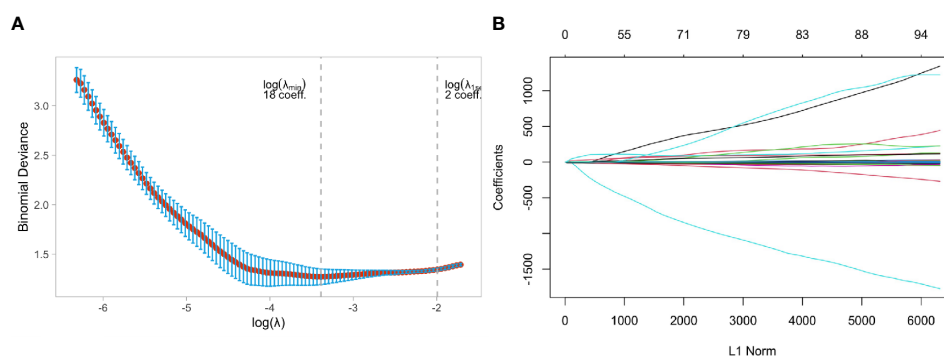 A
log(λmin)
18 coeff.
log(λ1se
2 coeff.
3.0
2.5
2.0
1.5
Binomial Deviance
-6 -5 -4 -3 -2
log(λ)
B
0 55 71 79 83 88 94
1000
500
0
-500
-1500
Coefficients
0 1000 2000 3000 4000 5000 6000
L1 Norm